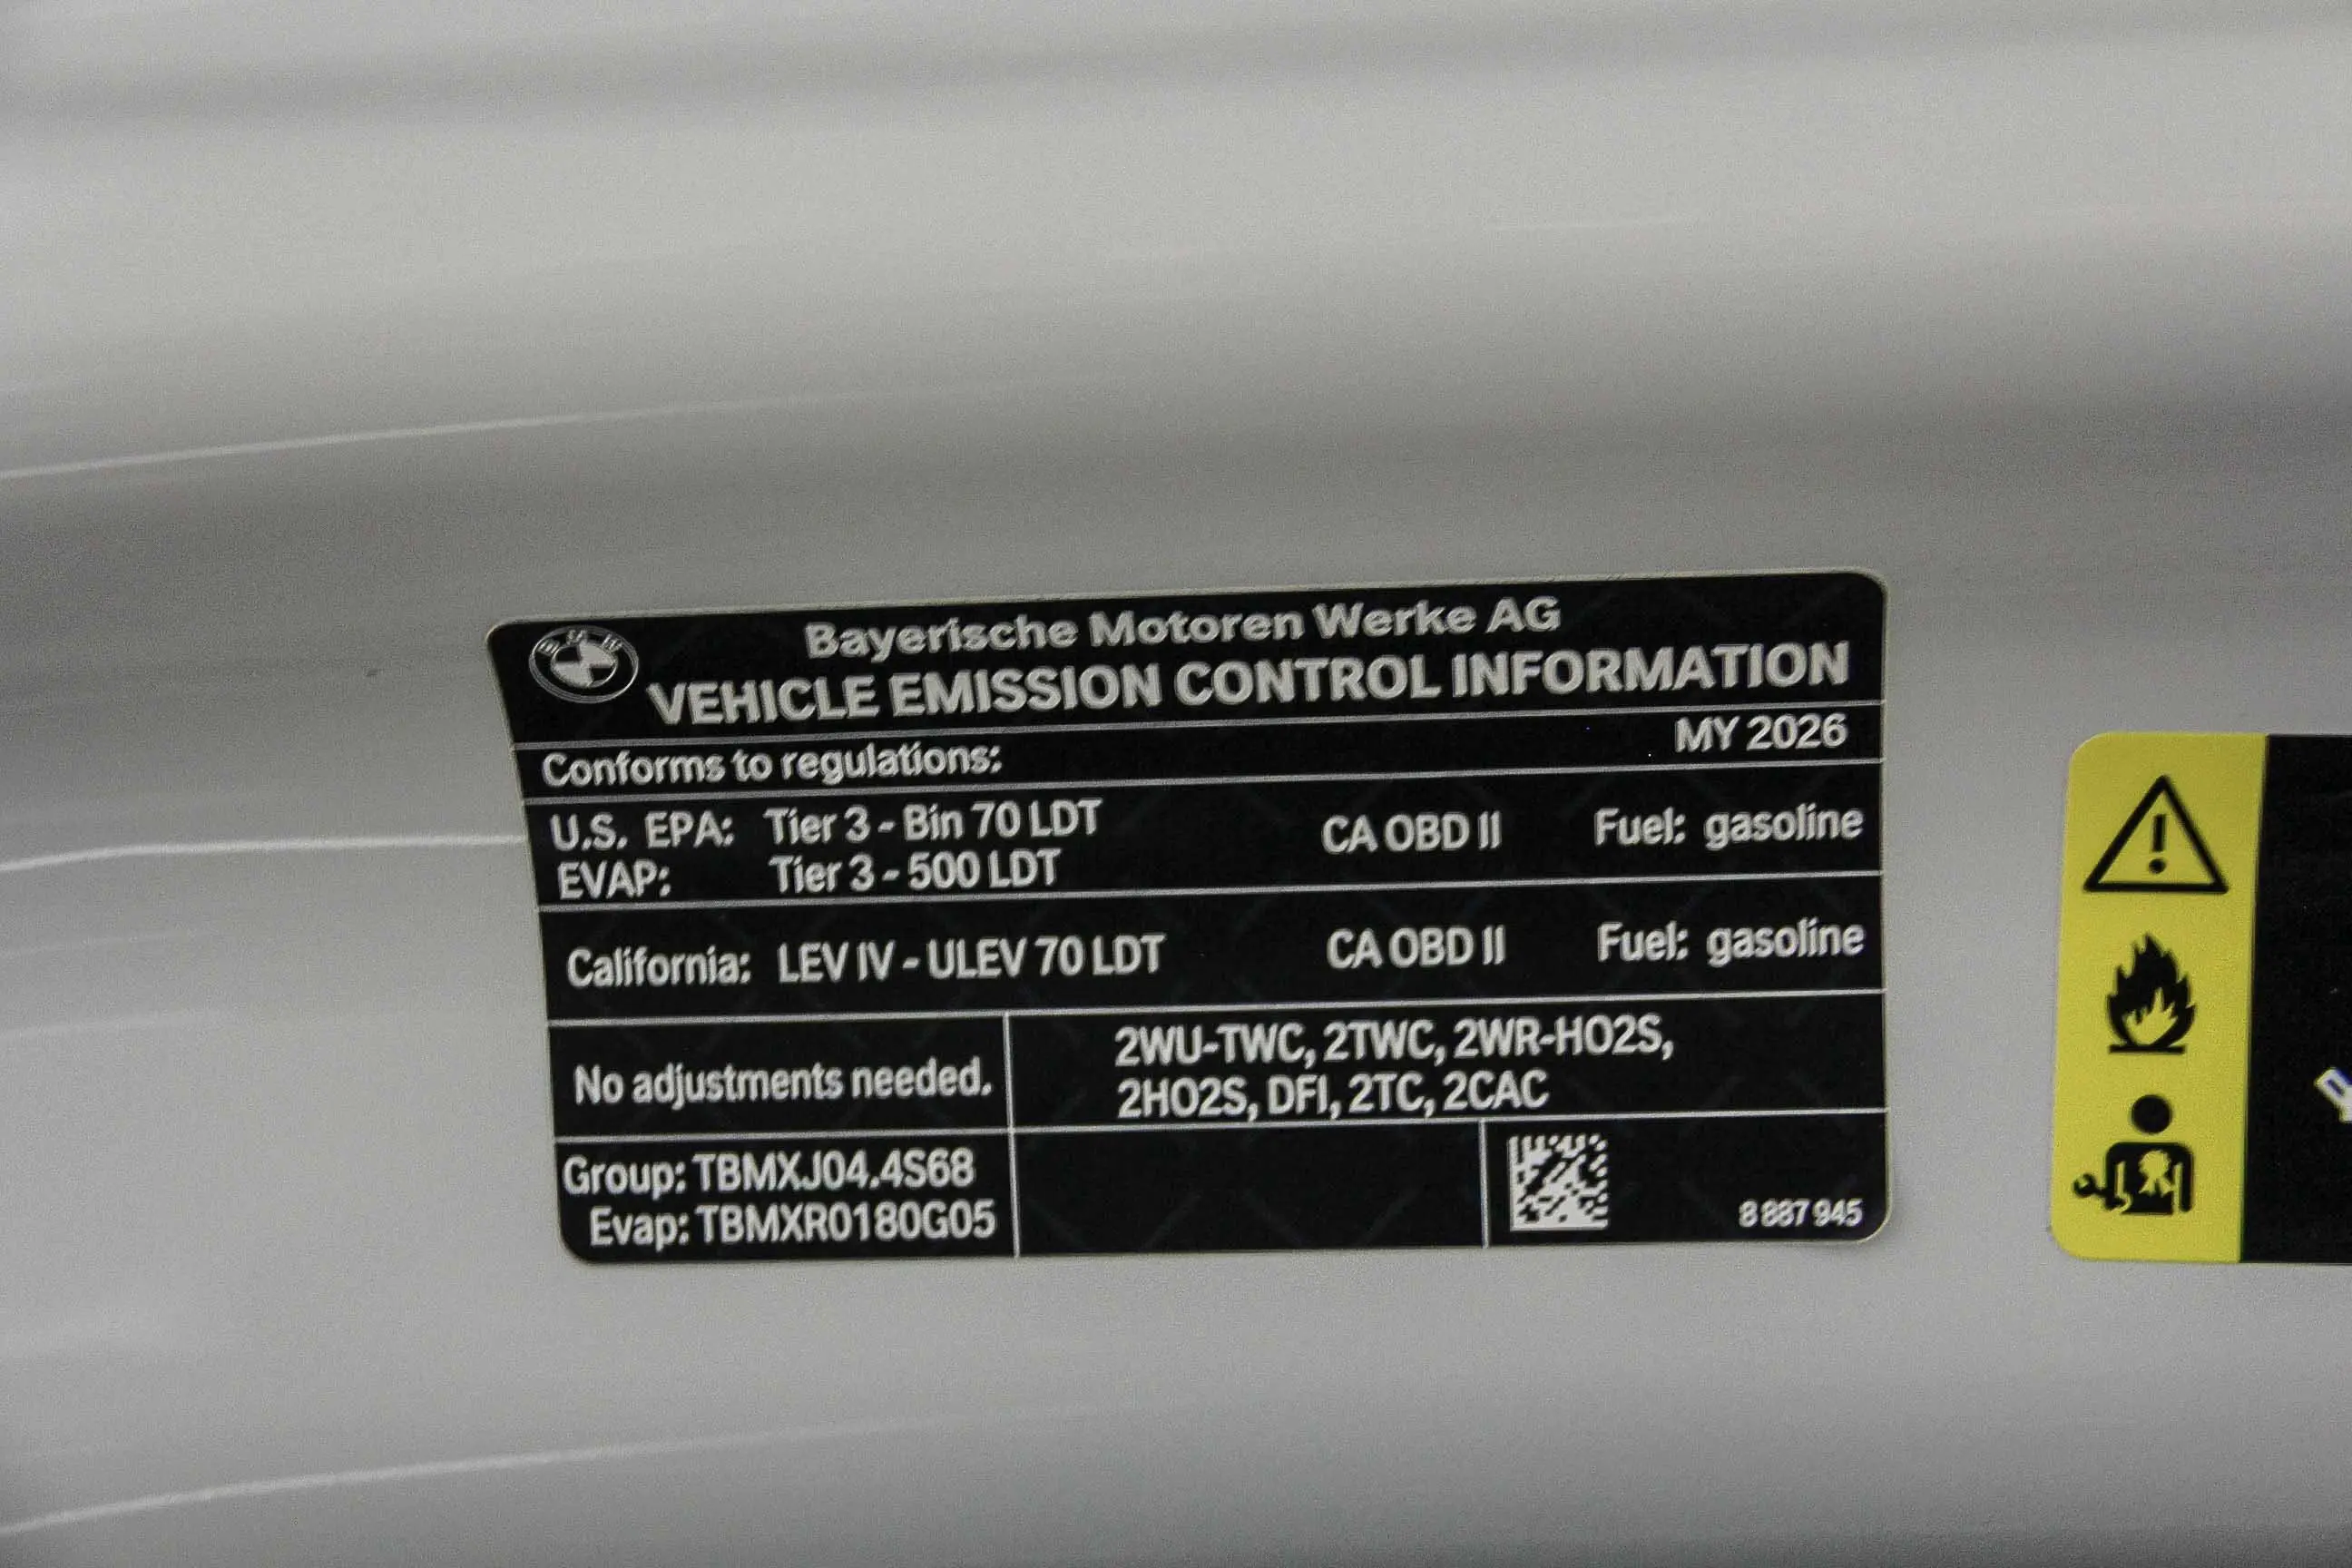 BMW
Bayerische Motoren Werke AG
VEHICLE EMISSION CONTROL INFORMATION
MY 2026
Conforms to regulations:
U.S. EPA: Tier 3 - Bin 70 LDT CA OBD II Fuel: gasoline
EVAP: Tier 3 - 500 LDT
California: LEV IV - ULEV 70 LDT CA OBD II Fuel: gasoline
No adjustments needed.
2WU-TWC, 2TWC, 2WR-HO2S,
2HO2S, DFI, 2TC, 2CAC
Group: TBMXJ04.4S68
Evap: TBMXR0180G05
8 887 945